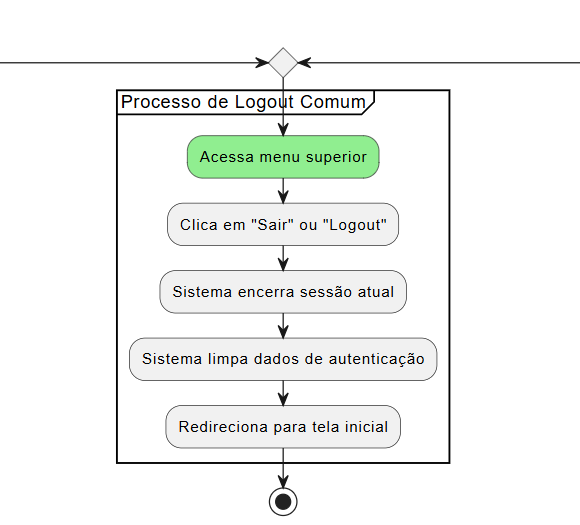 Processo de Logout Comum
Acessa menu superior
Clica em "Sair" ou "Logout"
Sistema encerra sessão atual
Sistema limpa dados de autenticação
Redireciona para tela inicial